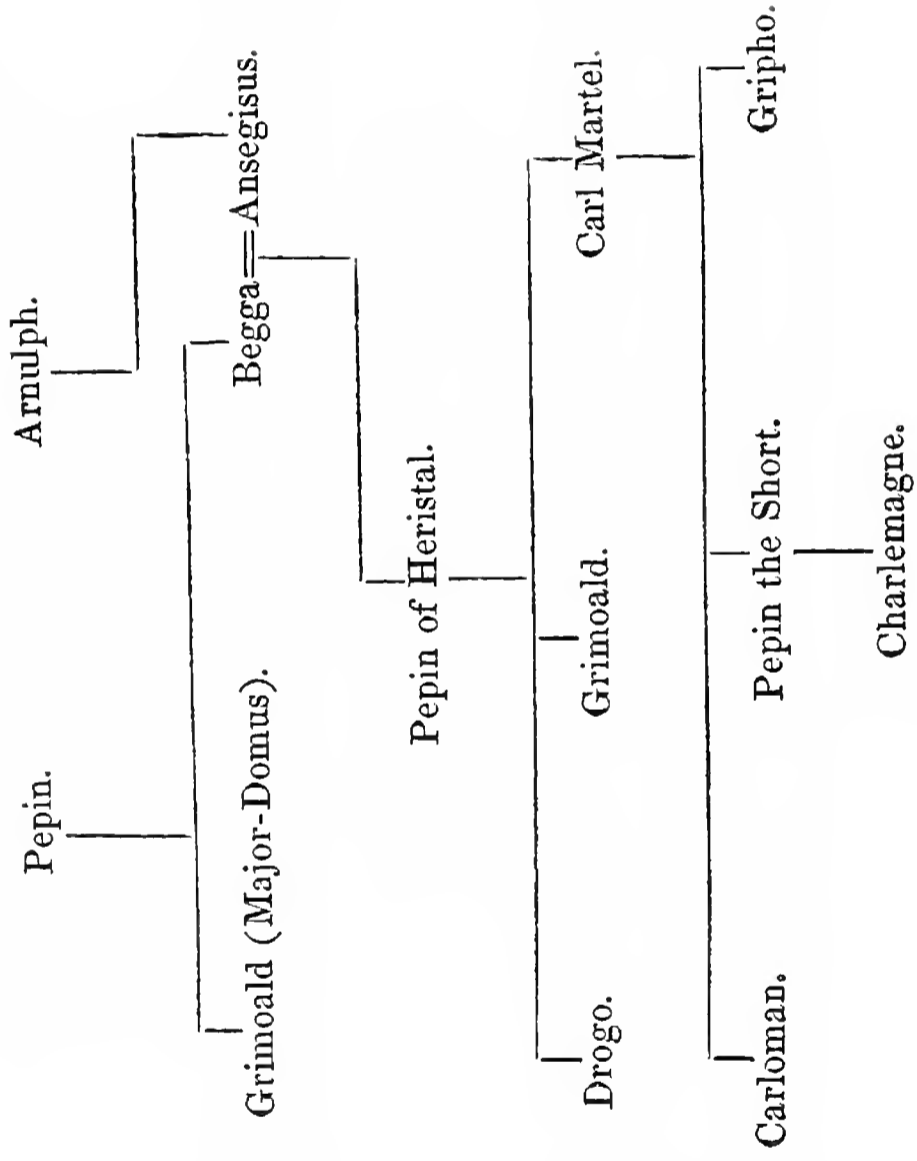 Pepin. Arnulph.
Grimoald (Major-Domus). Begga=Ansegisus.
Pepin of Heristal.
Drogo. Grimoald. Carl Martel.
Carloman. Pepin the Short. Gripho.
Charlemagne.